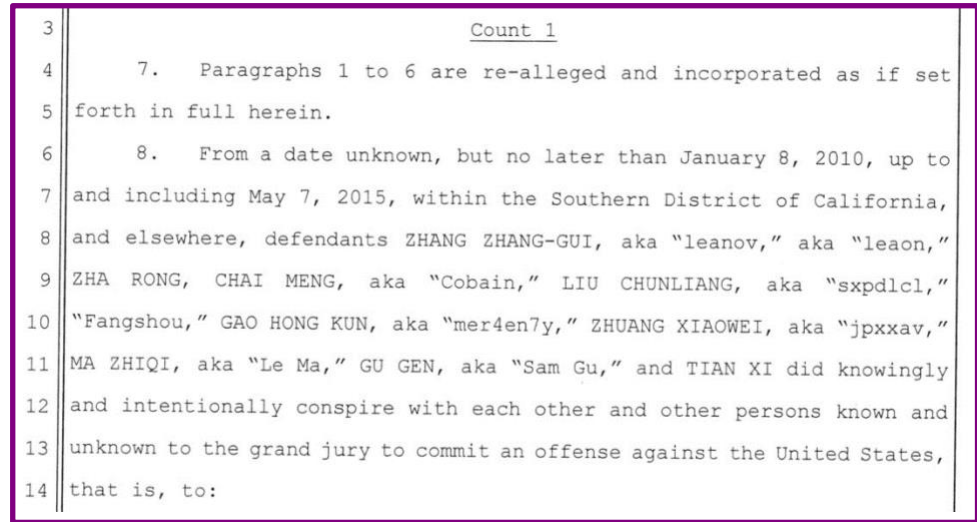 3 Count 1
4 7. Paragraphs 1 to 6 are re-alleged and incorporated as if set
5 forth in full herein.
6 8. From a date unknown, but no later than January 8, 2010, up to
7 and including May 7, 2015, within the Southern District of California,
8 and elsewhere, defendants ZHANG ZHANG-GUI, aka "leanov," aka "leaon,"
9 ZHA RONG, CHAI MENG, aka "Cobain," LIU CHUNLIANG, aka "sxpdlcl,"
10 "Fangshou," GAO HONG KUN, aka "mer4en7y," ZHUANG XIAOWEI, aka "jpxxav,"
11 MA ZHIQI, aka "Le Ma," GU GEN, aka "Sam Gu," and TIAN XI did knowingly
12 and intentionally conspire with each other and other persons known and
13 unknown to the grand jury to commit an offense against the United States,
14 that is, to: